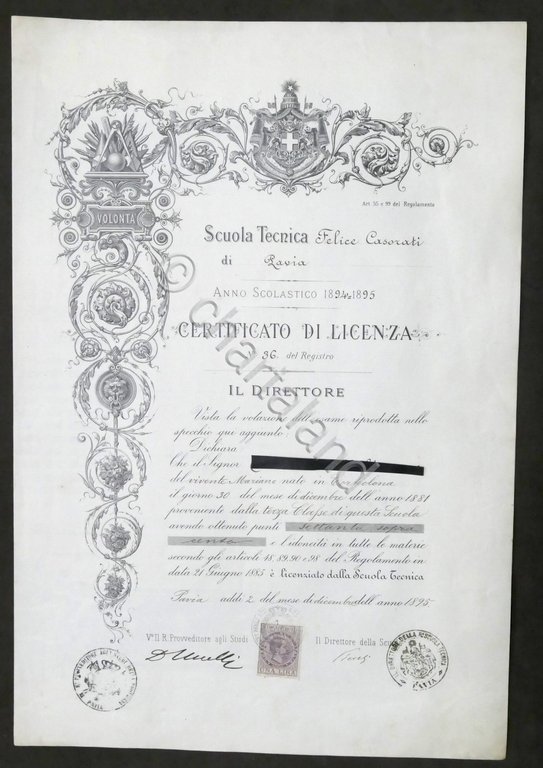 Art 35 e 99 del Regolamento
VOLONTA
Scuola Tecnica Felice Casorati
di Pavia
ANNO SCOLASTICO 1894-1895
CERTIFICATO DI LICENZA
36. del Registro
IL DIRETTORE
Vista la votazione dell'esame riprodotta nello
specchio qui aggiunto:
Dichiara
Che il Signor
del vivente Mariano nato in
il giorno 30 del mese di dicembre dell'anno 1881
proveniente dalla terza Classe di questa Scuola
avendo ottenuto punti settanta sopra
cento e l'idoneità in tutte le materie
secondo gli articoli 18.89.90 e 98 del Regolamento in
data 21 Giugno 1885 è licenziato dalla Scuola Tecnica
Pavia addì 2. del mese di dicembre dell'anno 1895.
Vº Il R. Provveditore agli Studi
Il Direttore della Scuola
UNA LIRA
PAVIA
© chartaland